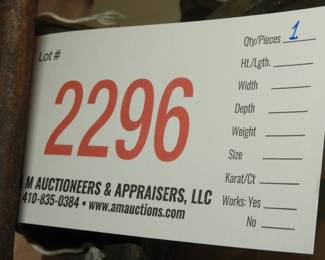 Lot #
2296
M AUCTIONEERS & APPRAISERS, LLC
410-835-0384 • www.amauctions.com
Qty/Pieces 1
Ht./Lgth.
Width
Depth
Weight
Size
Karat/Ct
Works: Yes
No